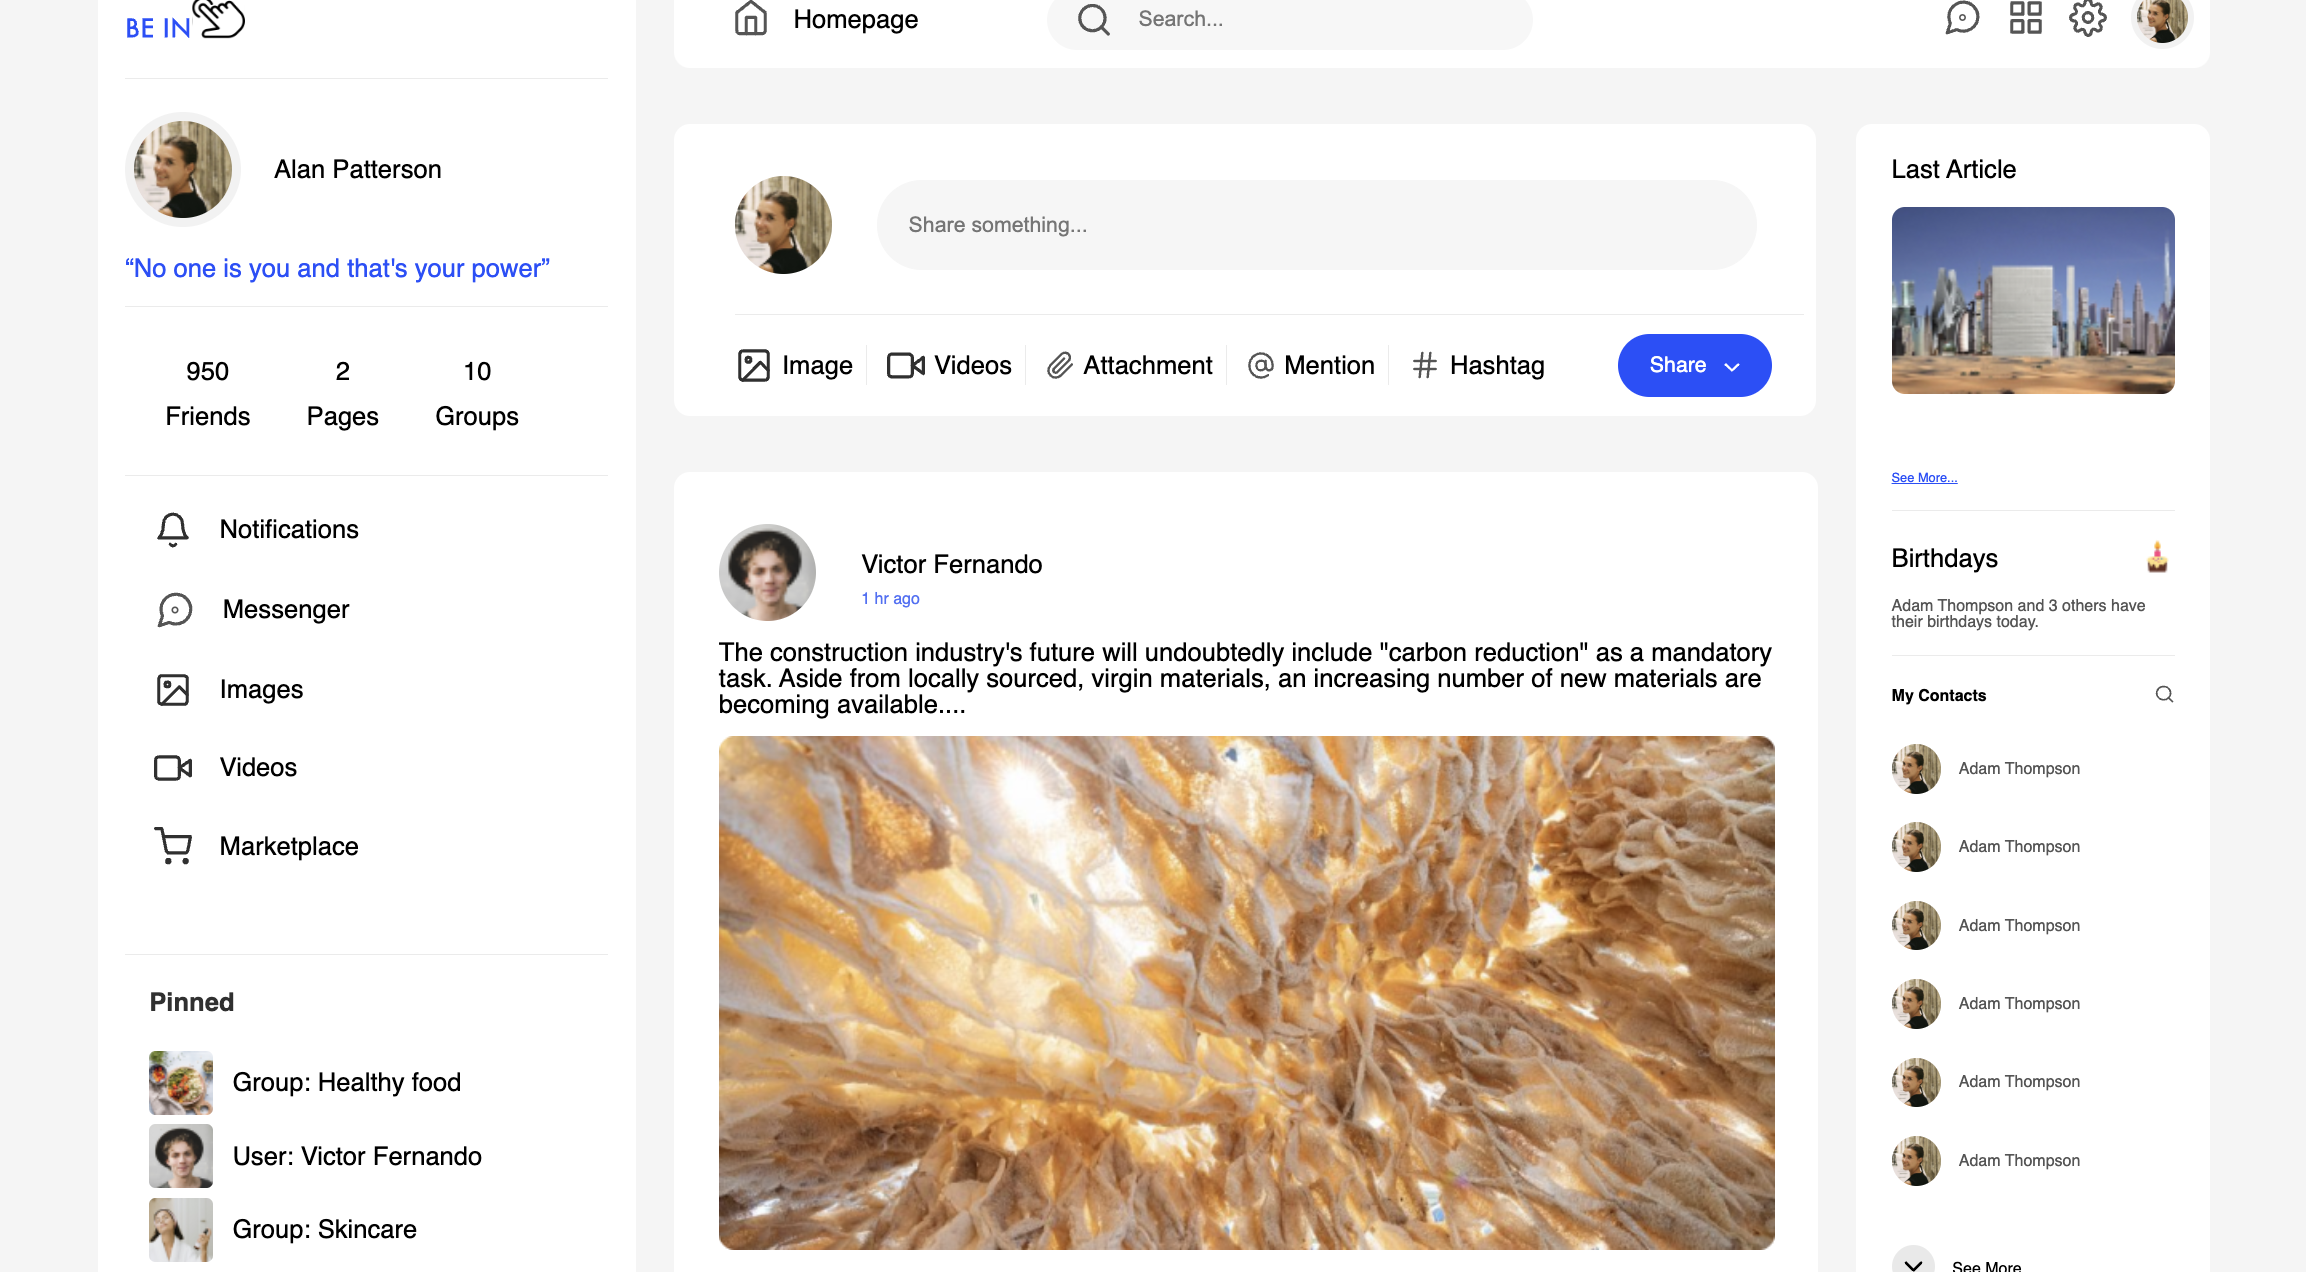 BE IN
Homepage
Search...
Alan Patterson
“No one is you and that's your power”
950
Friends
2
Pages
10
Groups
Notifications
Messenger
Images
Videos
Marketplace
Pinned
Group: Healthy food
User: Victor Fernando
Group: Skincare
Share something...
Image
Videos
Attachment
@ Mention
# Hashtag
Share
Victor Fernando
1 hr ago
The construction industry's future will undoubtedly include "carbon reduction" as a mandatory
task. Aside from locally sourced, virgin materials, an increasing number of new materials are
becoming available....
Last Article
See More...
Birthdays
Adam Thompson and 3 others have
their birthdays today.
My Contacts
Adam Thompson
Adam Thompson
Adam Thompson
Adam Thompson
Adam Thompson
Adam Thompson
See More